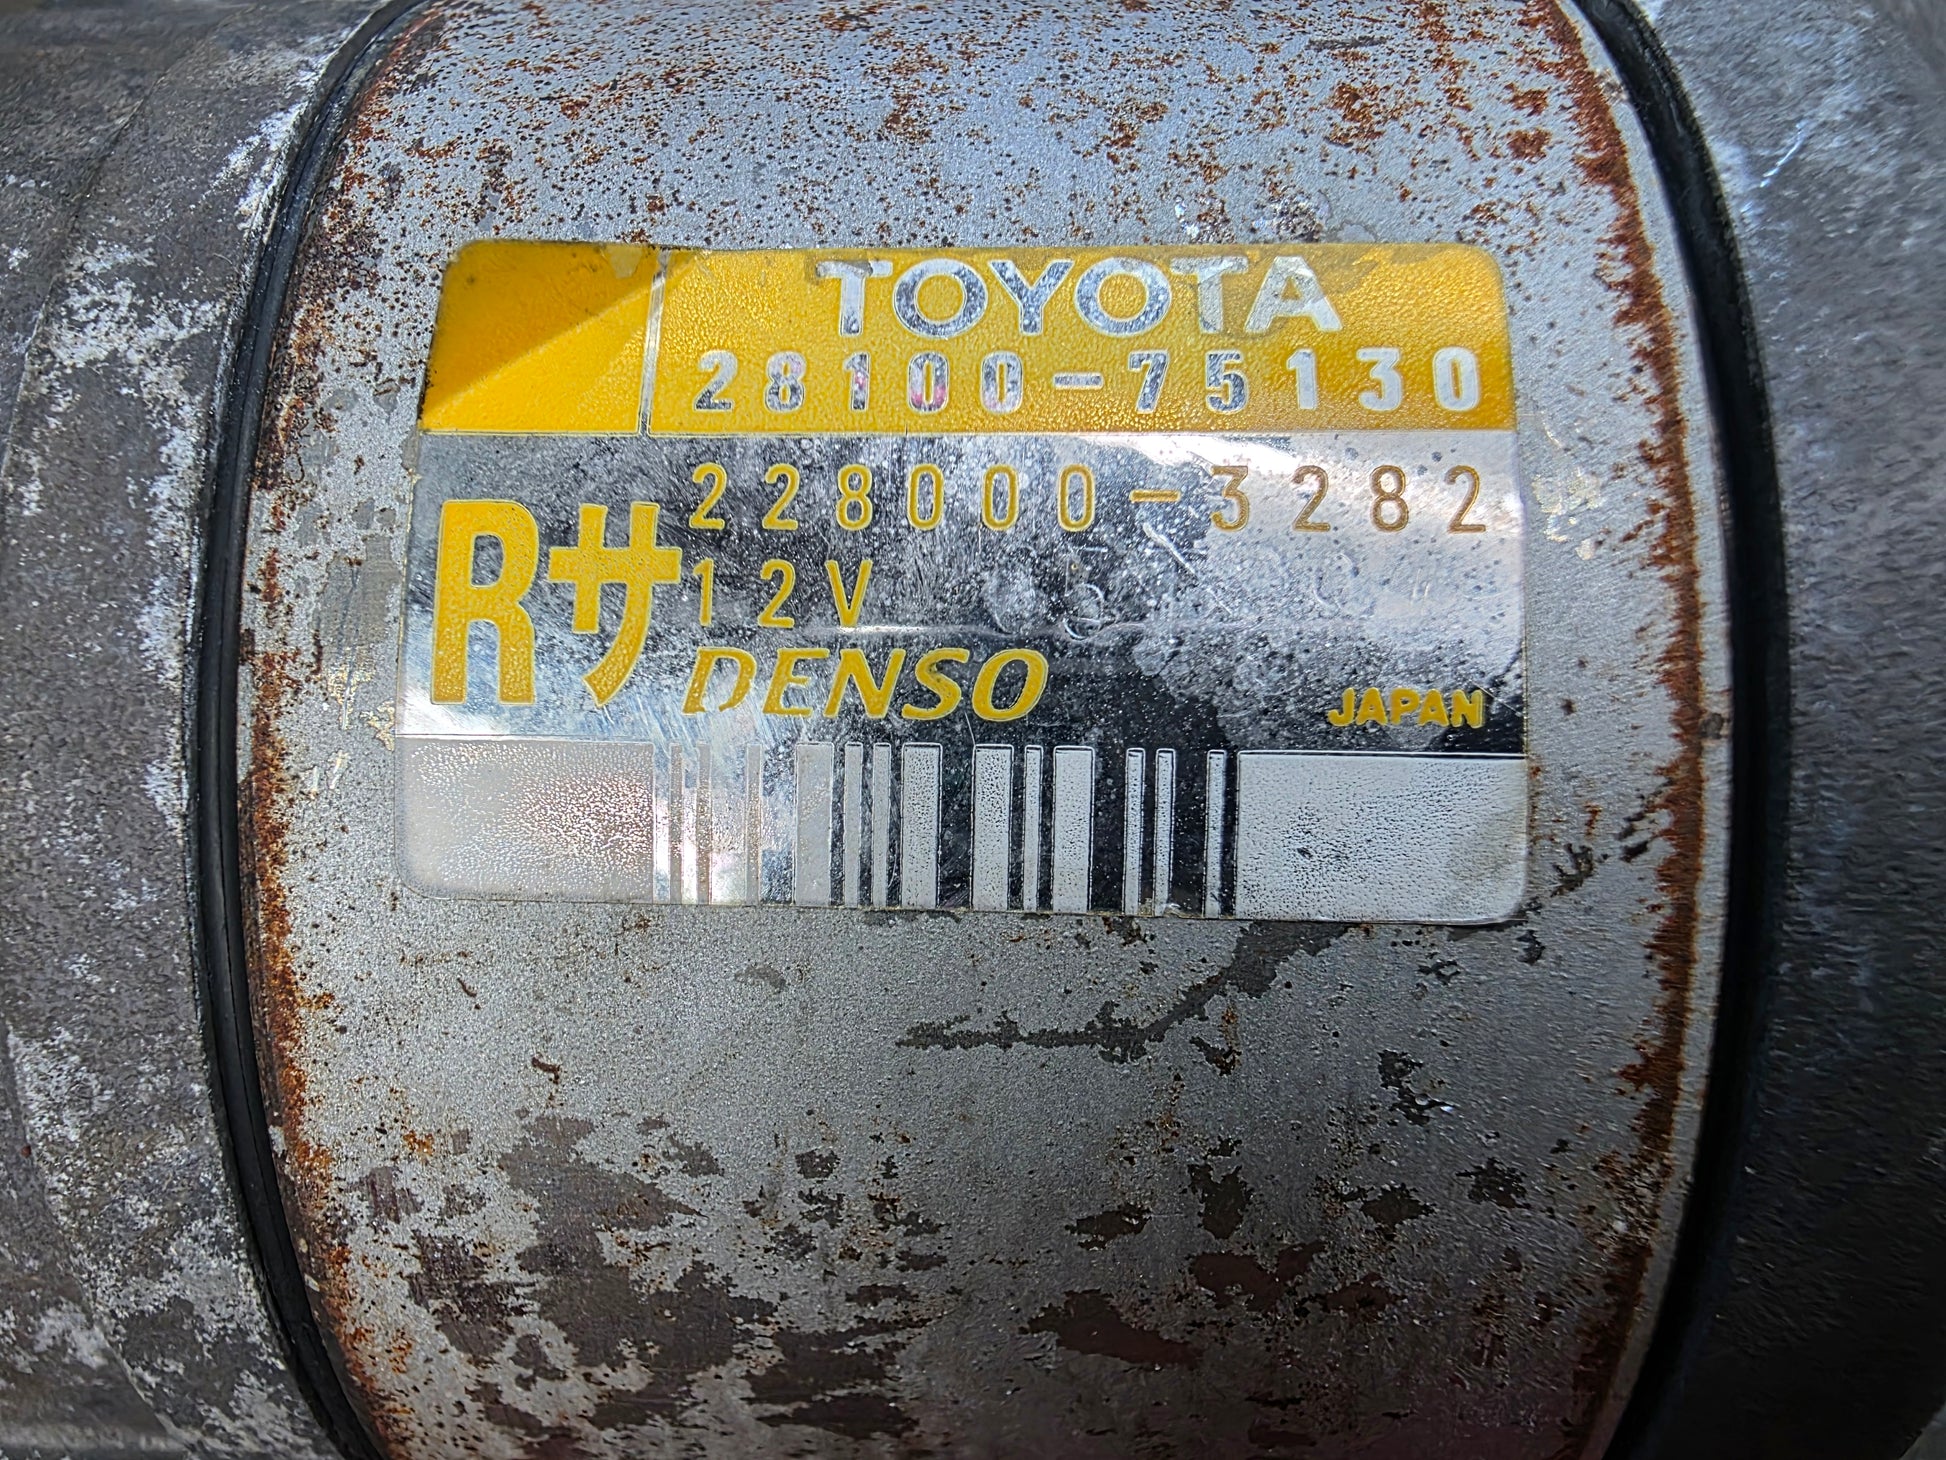 TOYOTA
28100-75130
228000-3282
Rサ
12V
DENSO
JAPAN